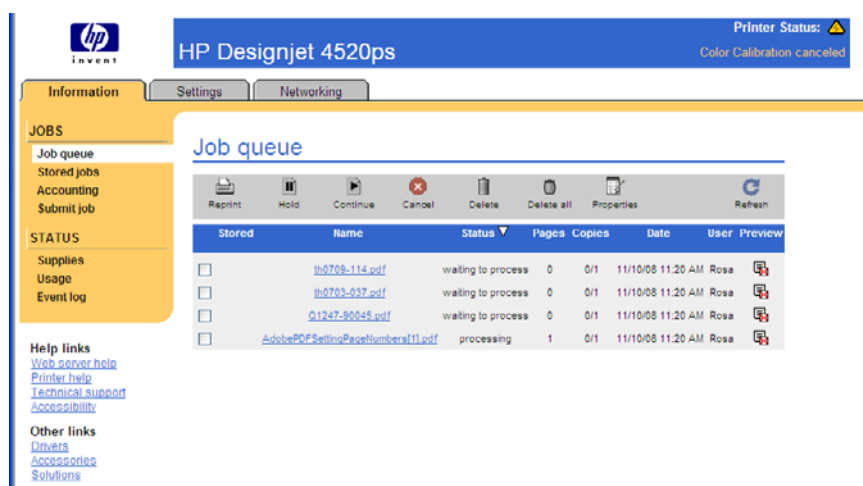 hp
invent
HP Designjet 4520ps
Printer Status:
Color Calibration canceled
Information Settings Networking
JOBS
Job queue
Stored jobs
Accounting
Submit job
STATUS
Supplies
Usage
Event log
Help links
Web server help
Printer help
Technical support
Accessibility
Other links
Drivers
Accessories
Solutions
Job queue
Reprint Hold Continue Cancel Delete Delete all Properties Refresh
Stored Name Status Pages Copies Date User Preview
th0709-114.pdf waiting to process 0 0/1 11/10/08 11:20 AM Rosa
th0703-037.pdf waiting to process 0 0/1 11/10/08 11:20 AM Rosa
Q1247-90045.pdf waiting to process 0 0/1 11/10/08 11:20 AM Rosa
AdobePDFSettingPageNumbers[1].pdf processing 1 0/1 11/10/08 11:20 AM Rosa